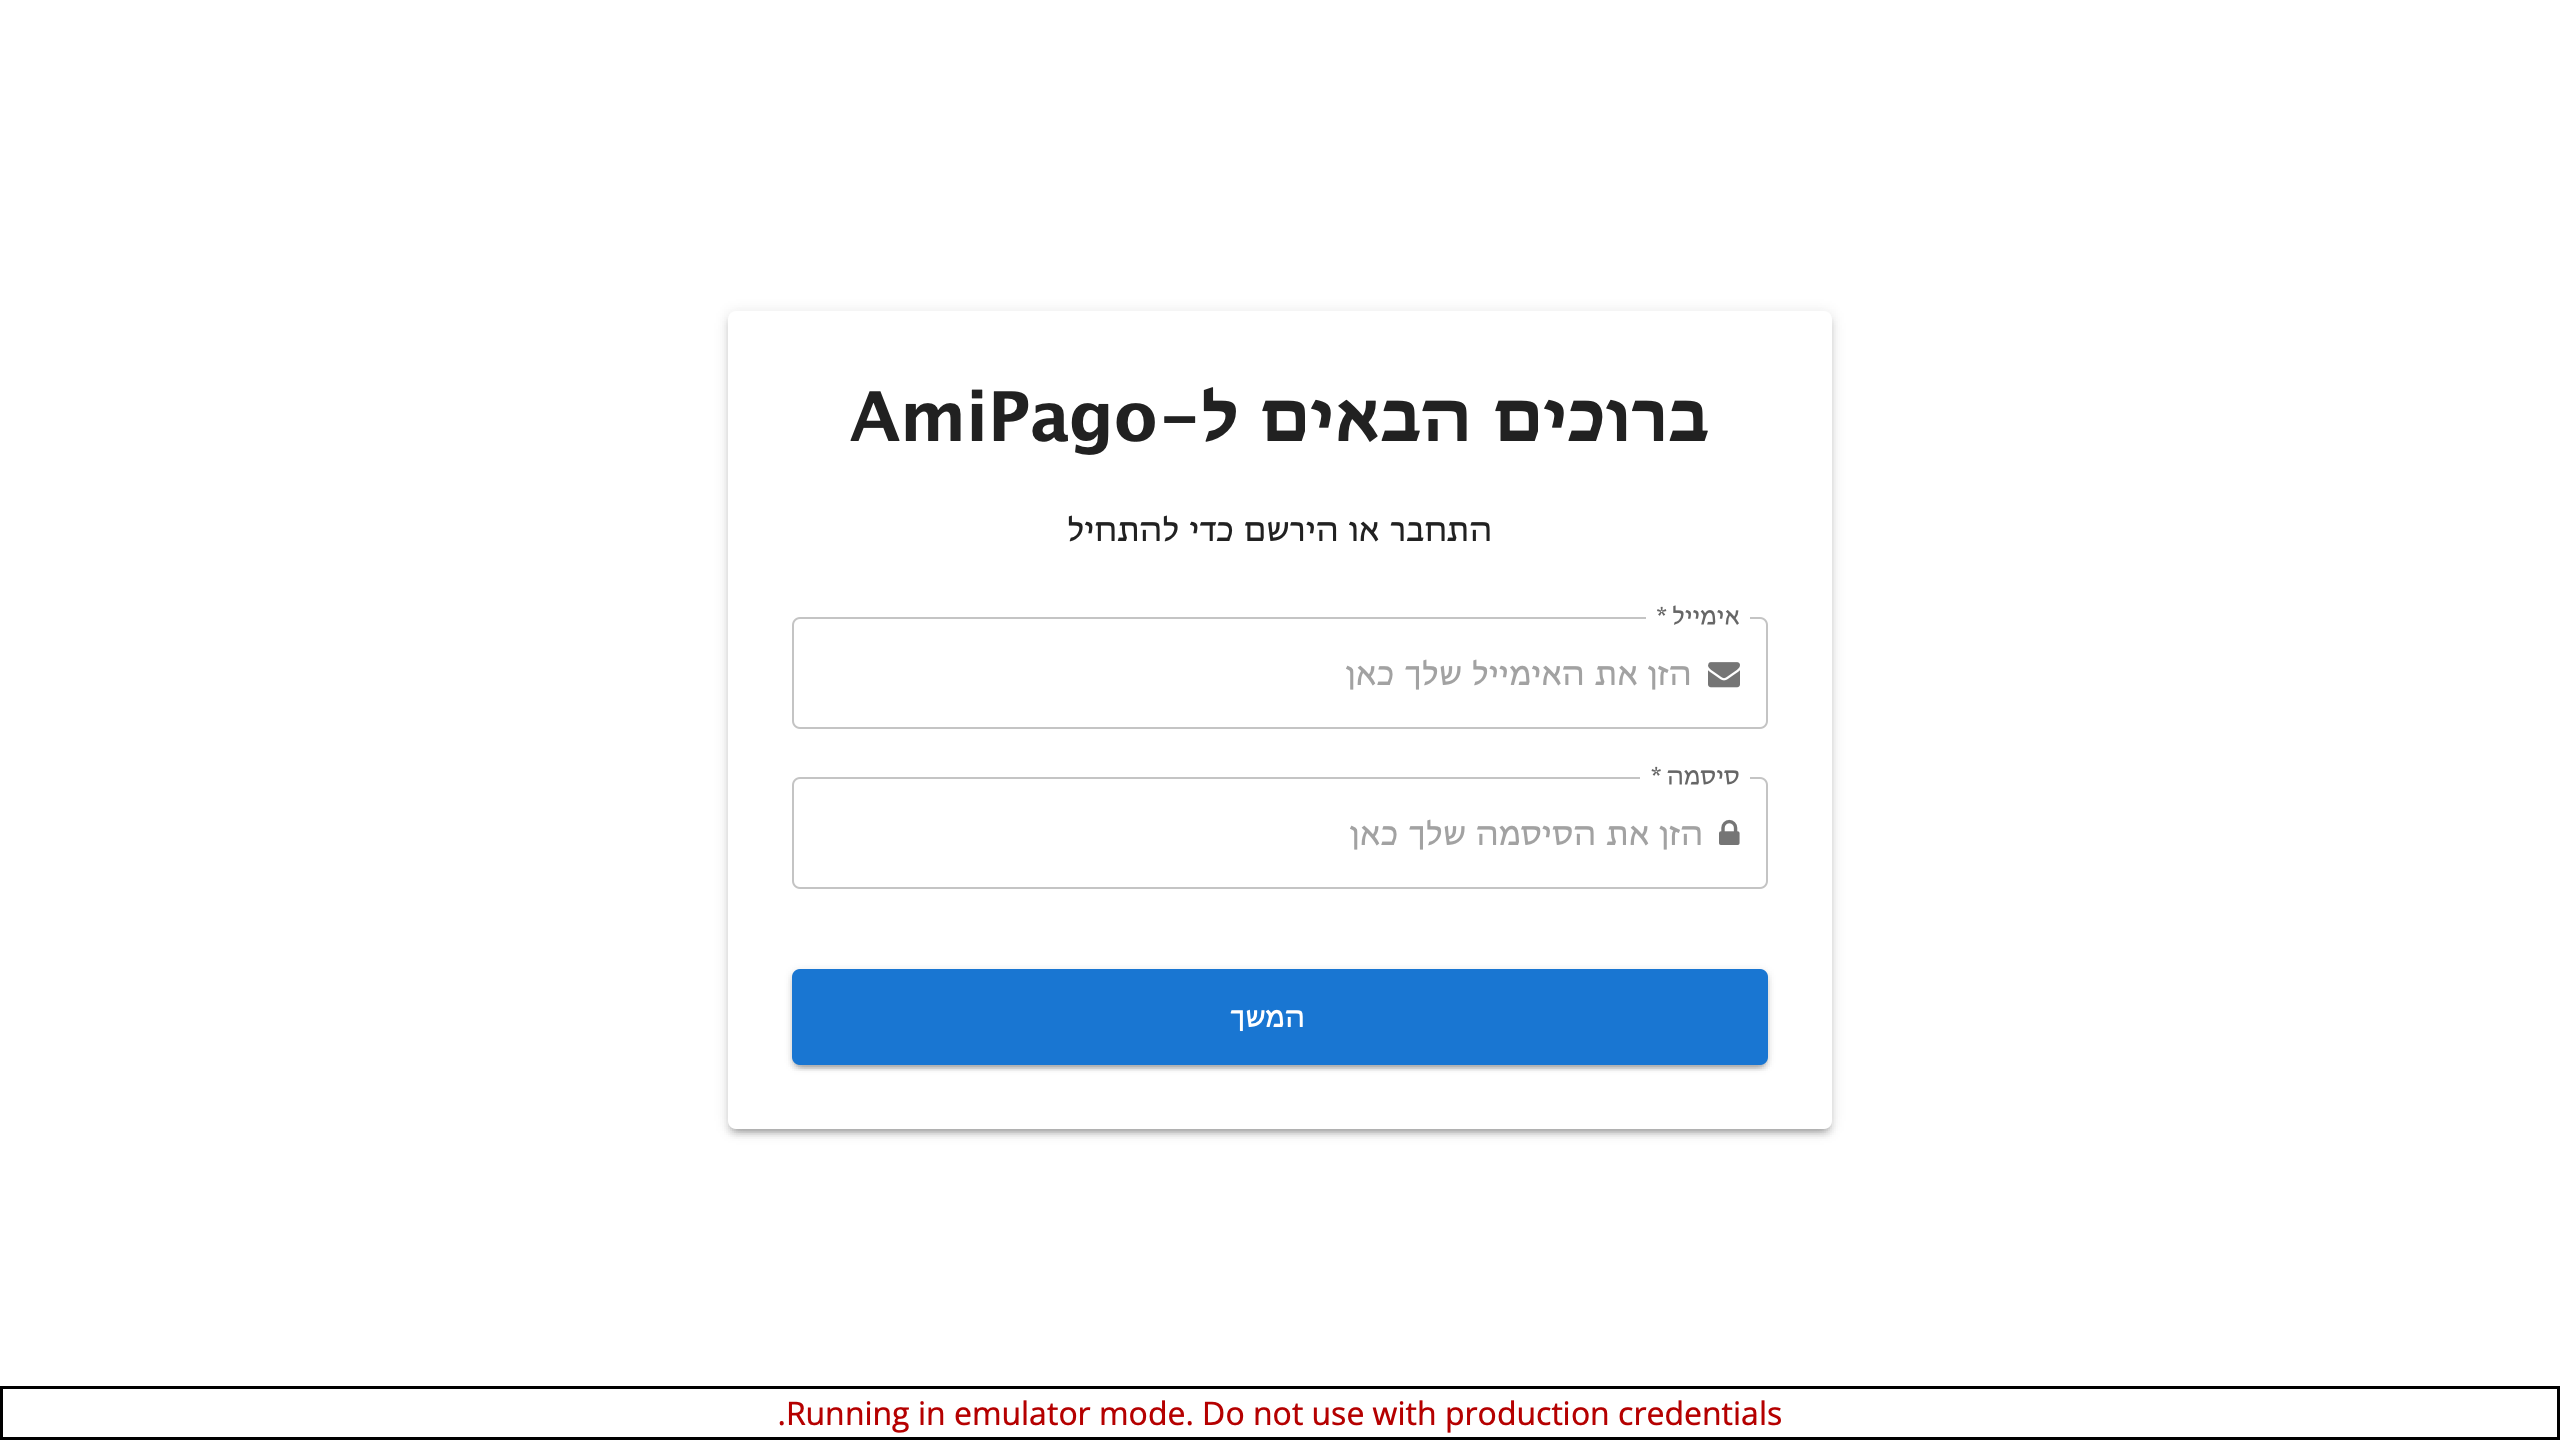 ברוכים הבאים ל-AmiPago
התחבר או הירשם כדי להתחיל
אימייל *
הזן את האימייל שלך כאן
סיסמה *
הזן את הסיסמה שלך כאן
המשך
Running in emulator mode. Do not use with production credentials.